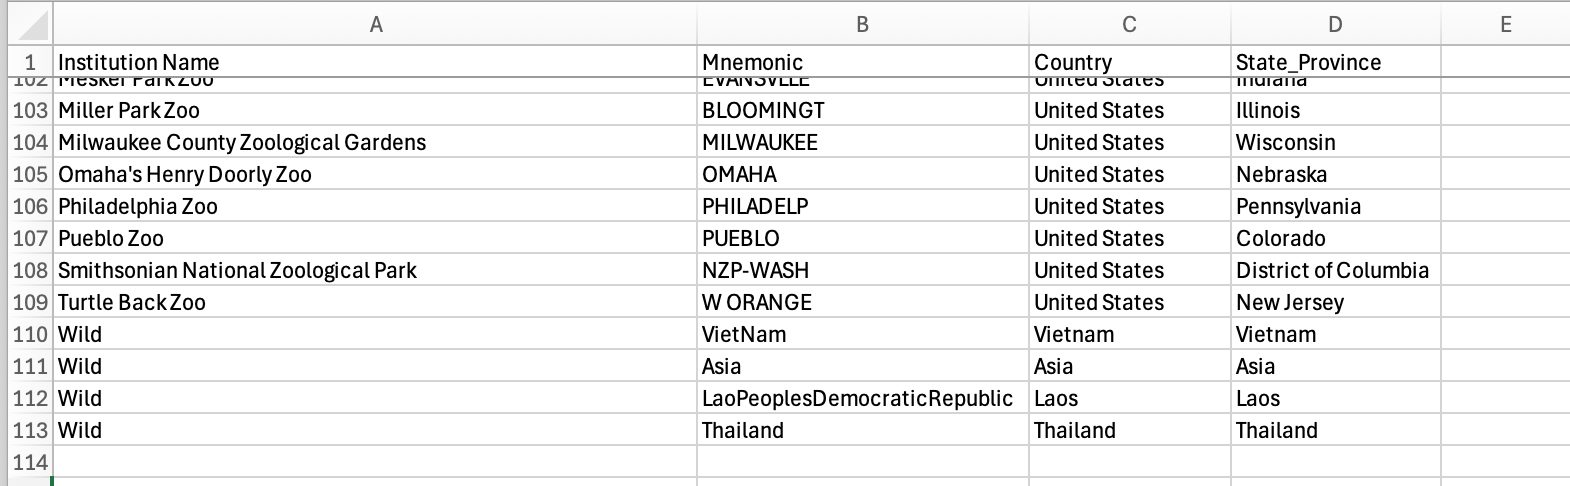 A B C D E
1 Institution Name Mnemonic Country State_Province
102 Mesker Park Zoo EVANSVLLE United States Indiana
103 Miller Park Zoo BLOOMINGT United States Illinois
104 Milwaukee County Zoological Gardens MILWAUKEE United States Wisconsin
105 Omaha's Henry Doorly Zoo OMAHA United States Nebraska
106 Philadelphia Zoo PHILADELP United States Pennsylvania
107 Pueblo Zoo PUEBLO United States Colorado
108 Smithsonian National Zoological Park NZP-WASH United States District of Columbia
109 Turtle Back Zoo W ORANGE United States New Jersey
110 Wild VietNam Vietnam Vietnam
111 Wild Asia Asia Asia
112 Wild LaoPeoplesDemocraticRepublic Laos Laos
113 Wild Thailand Thailand Thailand
114